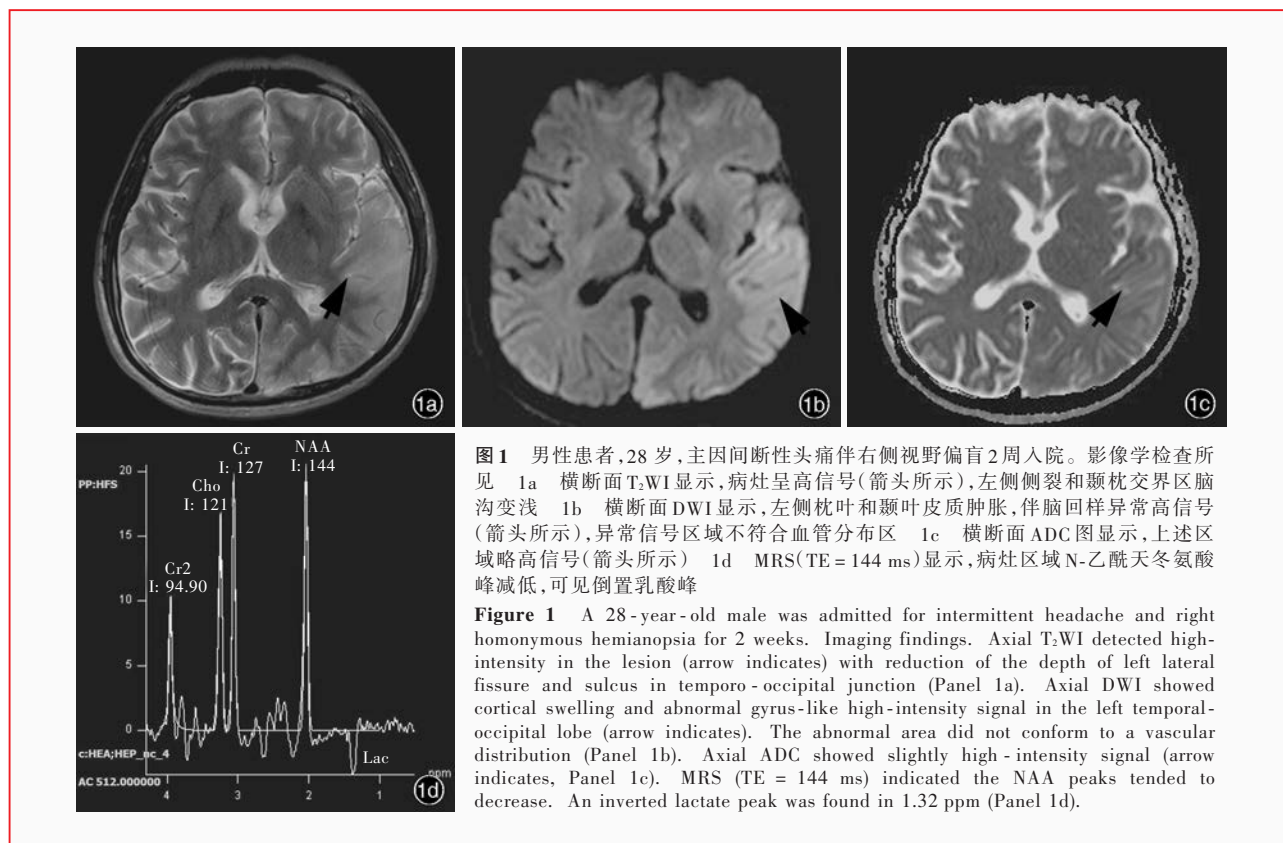 1a
1b
1c
PP:HFS
20
15
10
5
0
Cr
I: 127
NAA
I: 144
Cho
I: 121
Cr2
I: 94.90
Lac
c:HEA;HEP_nc_4
ppm
AC 512.000000
4
3
2
1
1d
图1 男性患者,28 岁,主因间断性头痛伴右侧视野偏盲2周入院。影像学检查所
见 1a 横断面T₂WI显示,病灶呈高信号(箭头所示),左侧侧裂和颞枕交界区脑
沟变浅 1b 横断面DWI显示,左侧枕叶和颞叶皮质肿胀,伴脑回样异常高信号
(箭头所示),异常信号区域不符合血管分布区 1c 横断面ADC图显示,上述区
域略高信号(箭头所示) 1d MRS(TE = 144 ms)显示,病灶区域N-乙酰天冬氨酸
峰减低,可见倒置乳酸峰
Figure 1 A 28-year-old male was admitted for intermittent headache and right
homonymous hemianopsia for 2 weeks. Imaging findings. Axial T₂WI detected high-
intensity in the lesion (arrow indicates) with reduction of the depth of left lateral
fissure and sulcus in temporo-occipital junction (Panel 1a). Axial DWI showed
cortical swelling and abnormal gyrus-like high-intensity signal in the left temporal-
occipital lobe (arrow indicates). The abnormal area did not conform to a vascular
distribution (Panel 1b). Axial ADC showed slightly high-intensity signal (arrow
indicates, Panel 1c). MRS (TE = 144 ms) indicated the NAA peaks tended to
decrease. An inverted lactate peak was found in 1.32 ppm (Panel 1d).